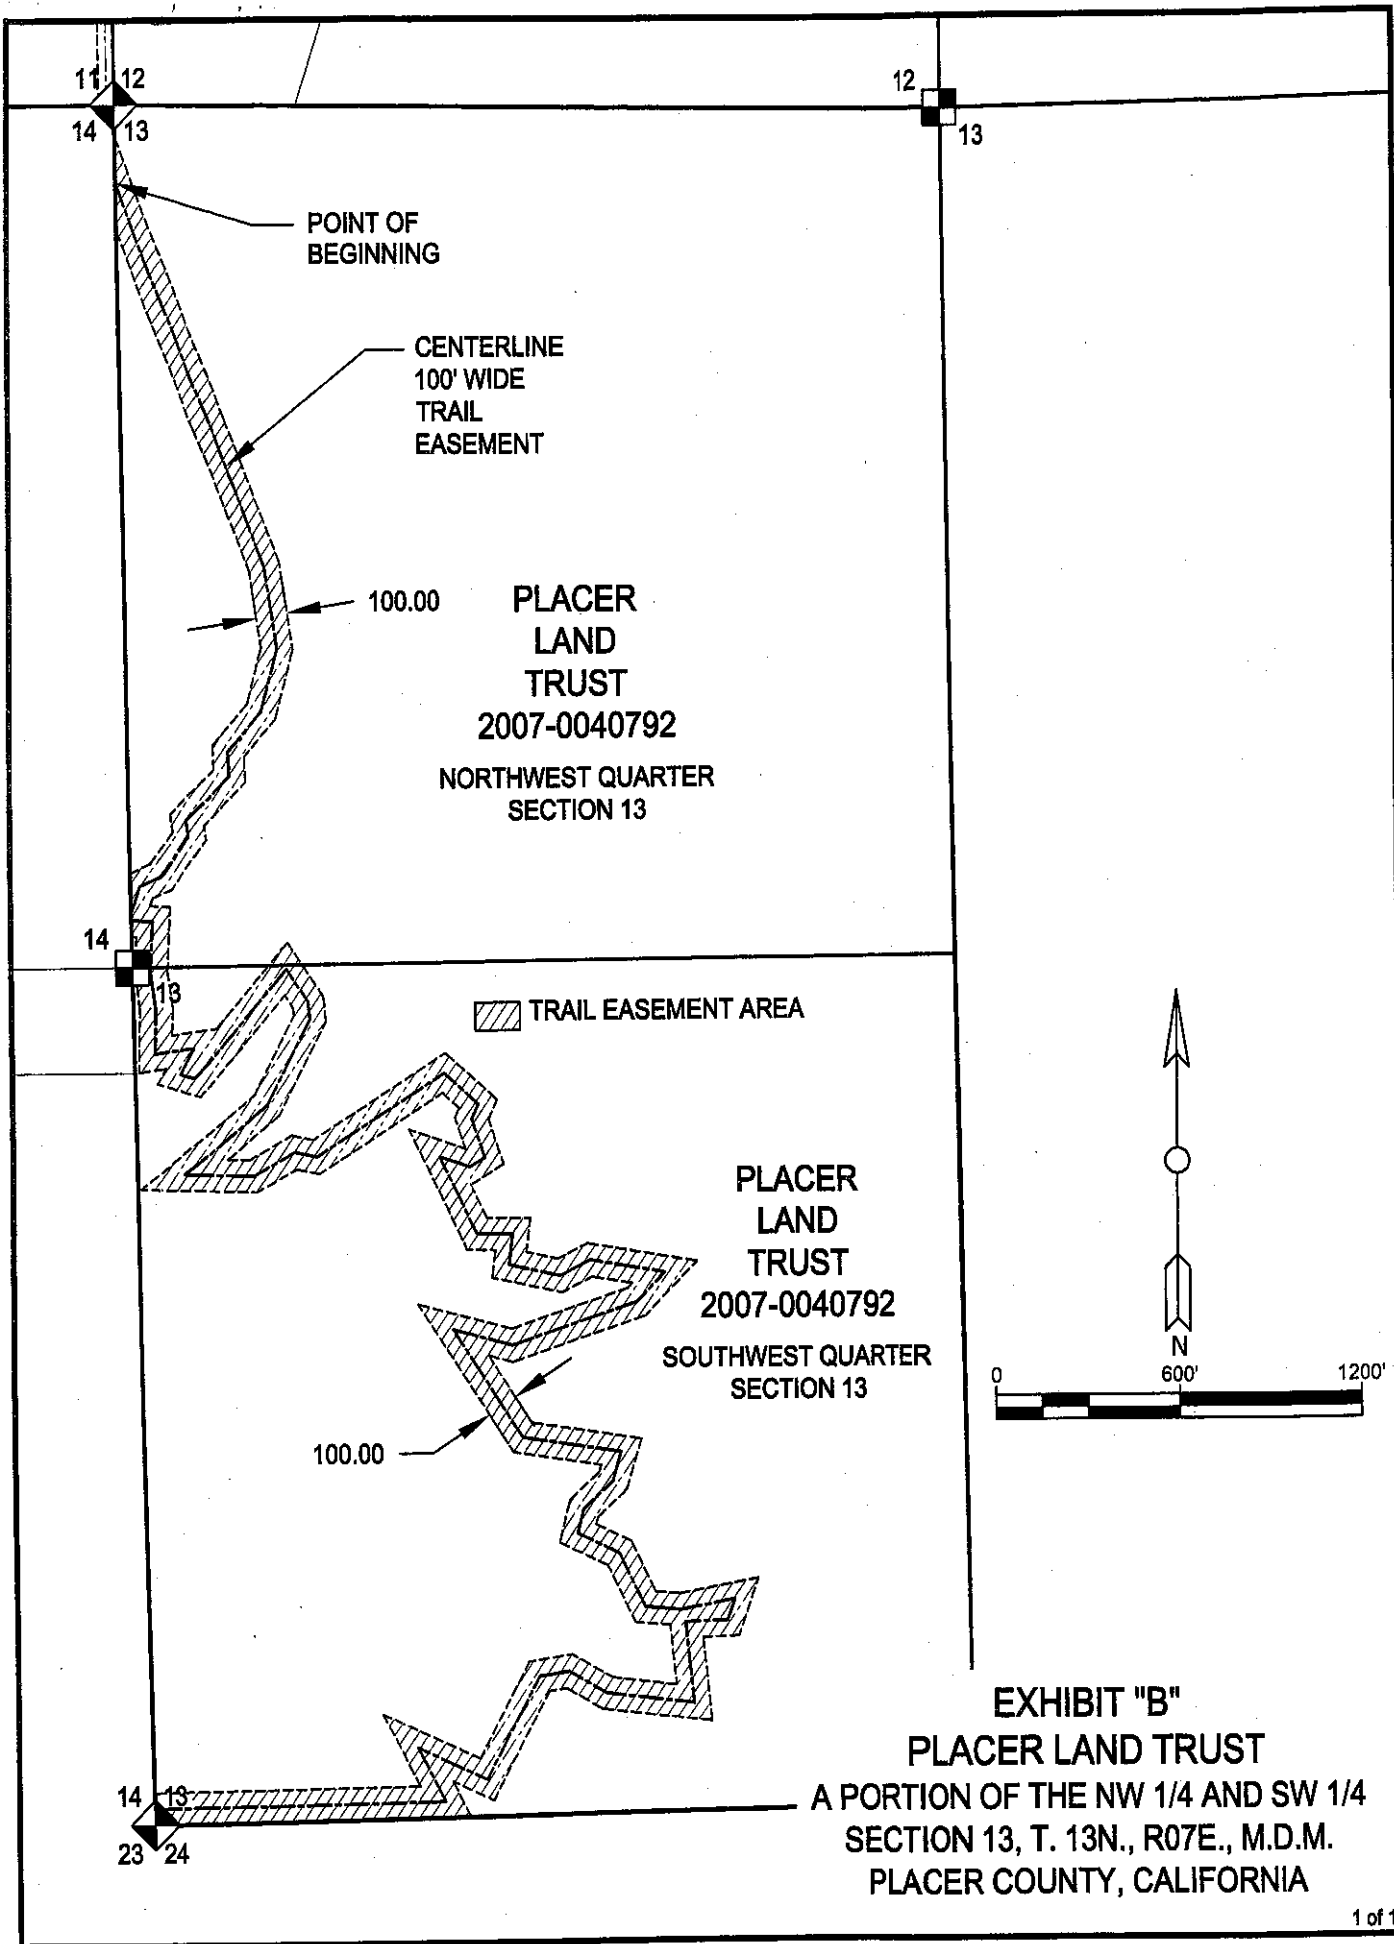 11 12
14 13
12
13
POINT OF
BEGINNING
CENTERLINE
100' WIDE
TRAIL
EASEMENT
100.00
PLACER
LAND
TRUST
2007-0040792
NORTHWEST QUARTER
SECTION 13
14
13
TRAIL EASEMENT AREA
PLACER
LAND
TRUST
2007-0040792
SOUTHWEST QUARTER
SECTION 13
N
0 600' 1200'
100.00
14 13
23 24
EXHIBIT "B"
PLACER LAND TRUST
A PORTION OF THE NW 1/4 AND SW 1/4
SECTION 13, T. 13N., R07E., M.D.M.
PLACER COUNTY, CALIFORNIA
1 of 1